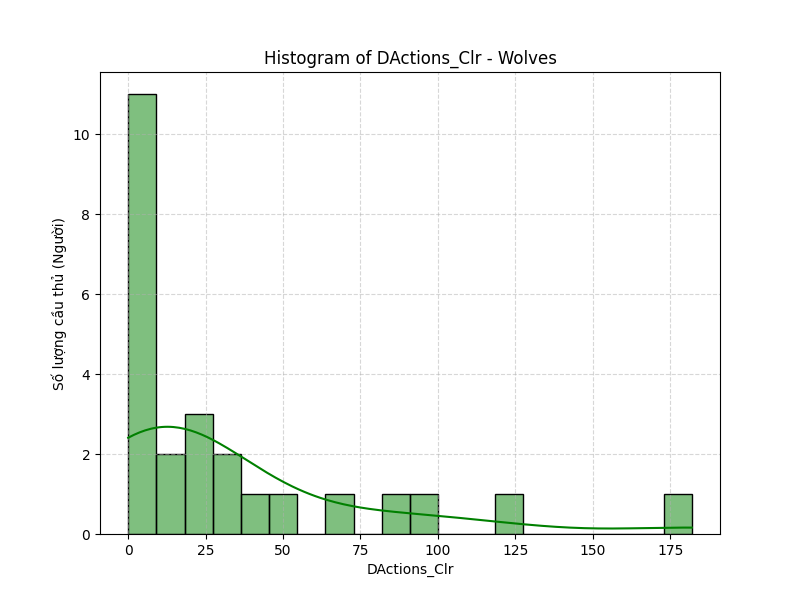 Histogram of DActions_Clr - Wolves
Số lượng cầu thủ (Người)
10
8
6
4
2
0
0 25 50 75 100 125 150 175
DActions_Clr